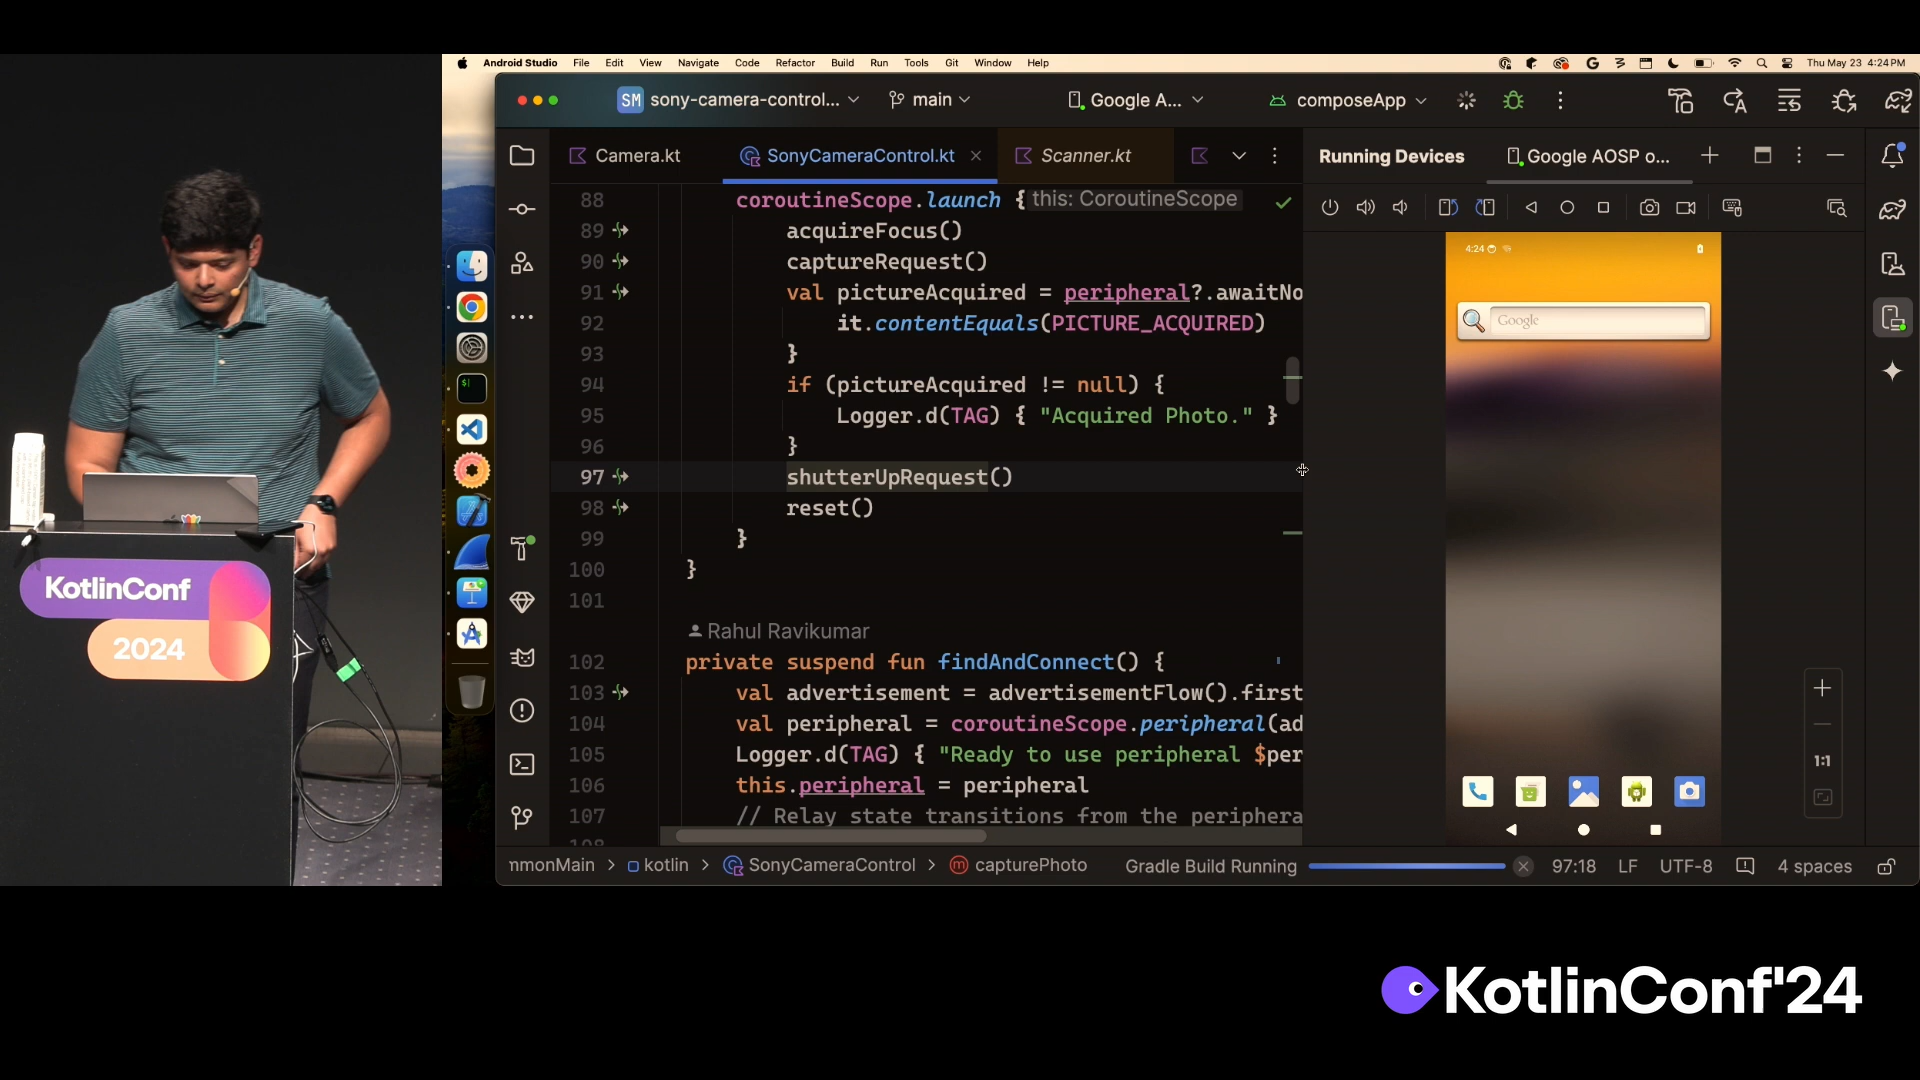 Android Studio File Edit View Navigate Code Refactor Build Run Tools Git Window Help
Thu May 23 4:24 PM
SM sony-camera-control... main Google A... composeApp
Camera.kt SonyCameraControl.kt Scanner.kt
Running Devices Google AOSP o...
88 coroutineScope.launch { this: CoroutineScope
89 acquireFocus()
90 captureRequest()
91 val pictureAcquired = peripheral?.awaitNo
92 it.contentEquals(PICTURE_ACQUIRED)
93 }
94 if (pictureAcquired != null) {
95 Logger.d(TAG) { "Acquired Photo." }
96 }
97 shutterUpRequest()
98 reset()
99 }
100 }
101
Rahul Ravikumar
102 private suspend fun findAndConnect() {
103 val advertisement = advertisementFlow().first
104 val peripheral = coroutineScope.peripheral(ad
105 Logger.d(TAG) { "Ready to use peripheral $per
106 this.peripheral = peripheral
107 // Relay state transitions from the periphera
4:24
Google
1:1
mmonMain kotlin SonyCameraControl capturePhoto Gradle Build Running 97:18 LF UTF-8 4 spaces
KotlinConf
2024
KotlinConf'24